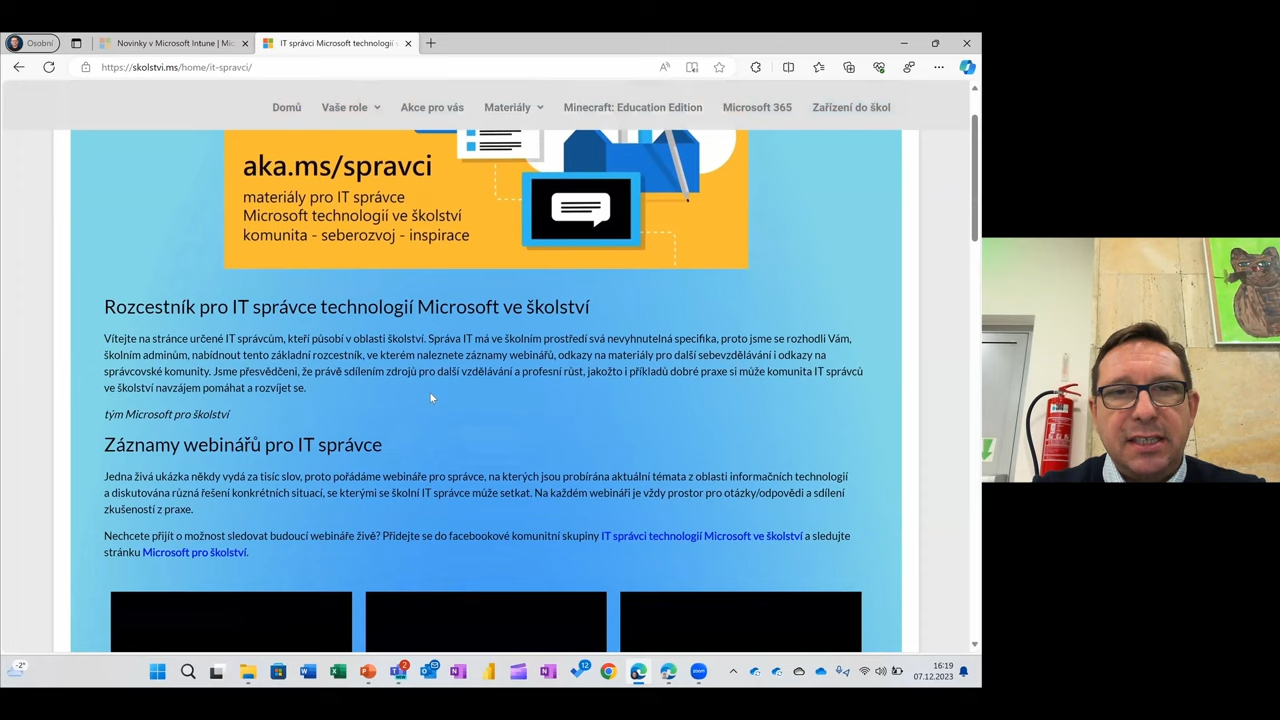 Osobní
Novinky v Microsoft Intune | Mic
IT správci Microsoft technologií v
https://skolstvi.ms/home/it-spravci/
Domů
Vaše role
Akce pro vás
Materiály
Minecraft: Education Edition
Microsoft 365
Zařízení do škol
aka.ms/spravci
materiály pro IT správce
Microsoft technologií ve školství
komunita - seberozvoj - inspirace
Rozcestník pro IT správce technologií Microsoft ve školství
Vítejte na stránce určené IT správcům, kteří působí v oblasti školství. Správa IT má ve školním prostředí svá nevyhnutelná specifika, proto jsme se rozhodli Vám,
školním adminům, nabídnout tento základní rozcestník, ve kterém naleznete záznamy webinářů, odkazy na materiály pro další sebevzdělávání i odkazy na
správcovské komunity. Jsme přesvědčeni, že právě sdílením zdrojů pro další vzdělávání a profesní růst, jakožto i příkladů dobré praxe si může komunita IT správců
ve školství navzájem pomáhat a rozvíjet se.
tým Microsoft pro školství
Záznamy webinářů pro IT správce
Jedna živá ukázka někdy vydá za tisíc slov, proto pořádáme webináře pro správce, na kterých jsou probírána aktuální témata z oblasti informačních technologií
a diskutována různá řešení konkrétních situací, se kterými se školní IT správce může setkat. Na každém webináři je vždy prostor pro otázky/odpovědi a sdílení
zkušeností z praxe.
Nechcete přijít o možnost sledovat budoucí webináře živě? Přidejte se do facebookové komunitní skupiny IT správci technologií Microsoft ve školství a sledujte
stránku Microsoft pro školství.
-2°
2
NEW
12
zoom
16:19
07.12.2023